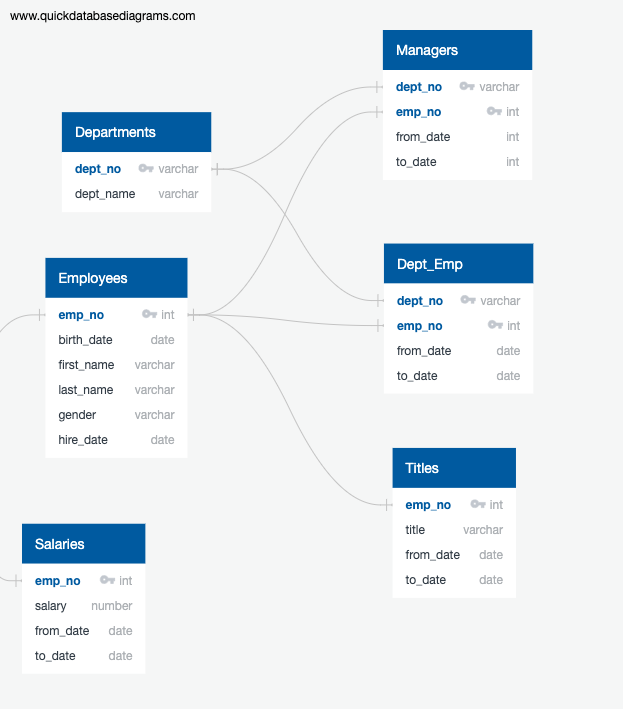 www.quickdatabasediagrams.com
Managers
dept_no varchar
emp_no int
from_date int
to_date int
Departments
dept_no varchar
dept_name varchar
Dept_Emp
dept_no varchar
emp_no int
from_date date
to_date date
Employees
emp_no int
birth_date date
first_name varchar
last_name varchar
gender varchar
hire_date date
Titles
emp_no int
title varchar
from_date date
to_date date
Salaries
emp_no int
salary number
from_date date
to_date date